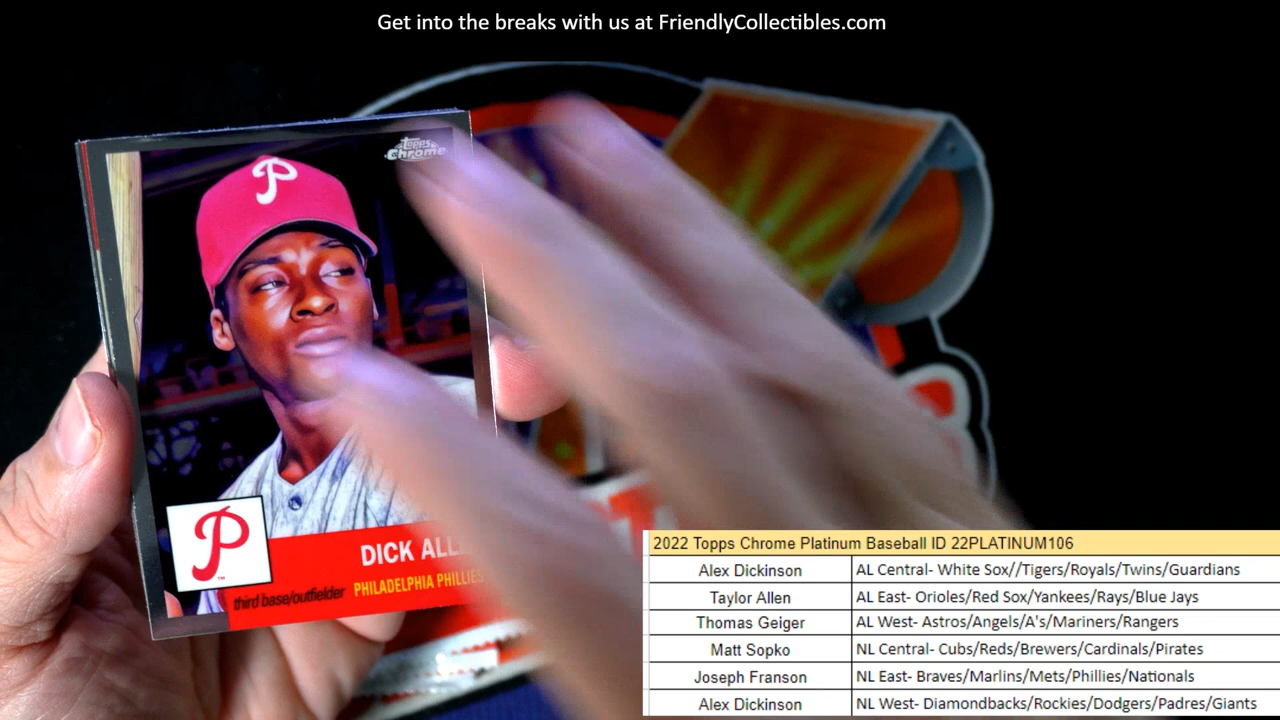 Get into the breaks with us at FriendlyCollectibles.com
topps
Chrome
P
P
TM
DICK ALL
third base/outfielder PHILADELPHIA PHILLIES
2022 Topps Chrome Platinum Baseball ID 22PLATINUM106
Alex Dickinson AL Central- White Sox//Tigers/Royals/Twins/Guardians
Taylor Allen AL East- Orioles/Red Sox/Yankees/Rays/Blue Jays
Thomas Geiger AL West- Astros/Angels/A's/Mariners/Rangers
Matt Sopko NL Central- Cubs/Reds/Brewers/Cardinals/Pirates
Joseph Franson NL East- Braves/Marlins/Mets/Phillies/Nationals
Alex Dickinson NL West- Diamondbacks/Rockies/Dodgers/Padres/Giants